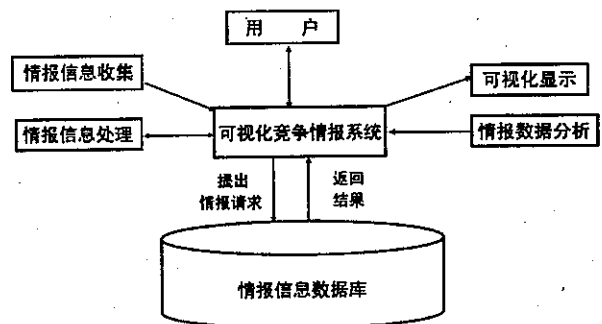 用 户
情报信息收集
可视化显示
情报信息处理
可视化竞争情报系统
情报数据分析
提出
情报请求
返回
结果
情报信息数据库